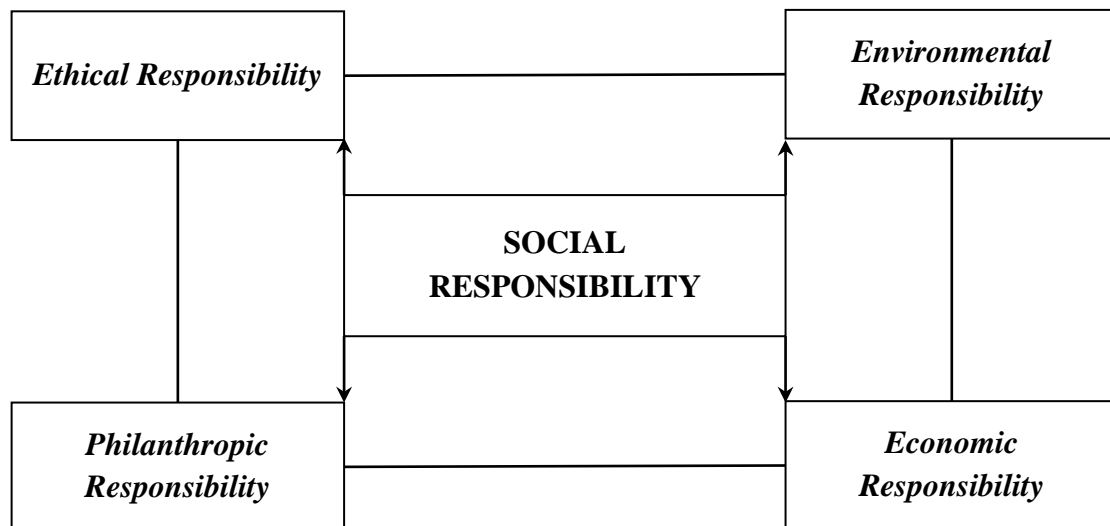 Ethical Responsibility
Environmental
Responsibility
SOCIAL
RESPONSIBILITY
Philanthropic
Responsibility
Economic
Responsibility